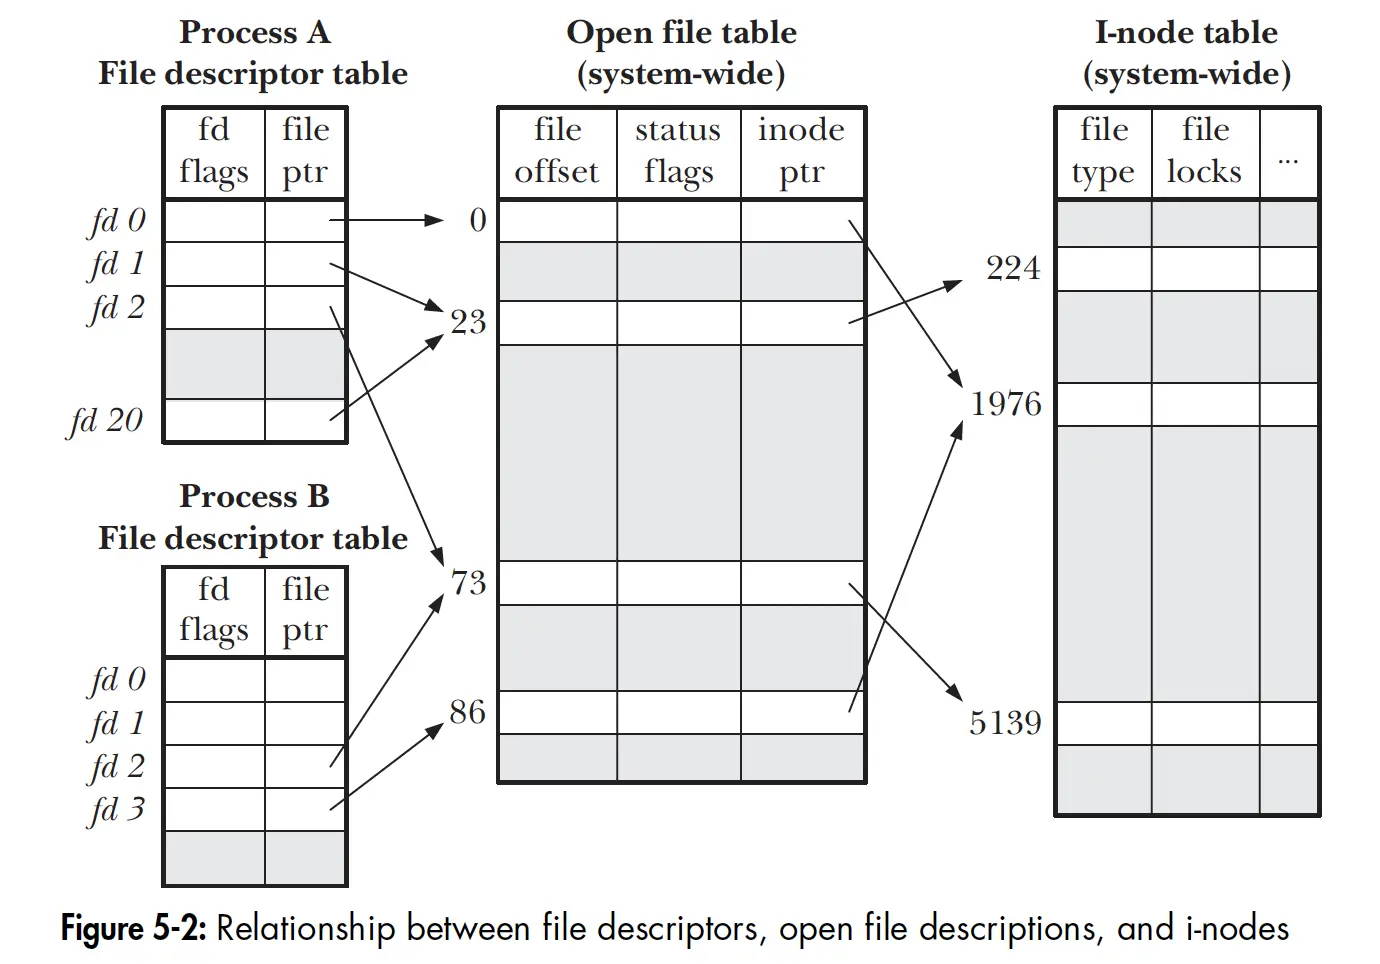 Process A
File descriptor table
fd
flags
file
ptr
fd 0
fd 1
fd 2
fd 20
Process B
File descriptor table
fd
flags
file
ptr
fd 0
fd 1
fd 2
fd 3
Open file table
(system-wide)
file
offset
status
flags
inode
ptr
0
23
73
86
I-node table
(system-wide)
file
type
file
locks
...
224
1976
5139
Figure 5-2: Relationship between file descriptors, open file descriptions, and i-nodes